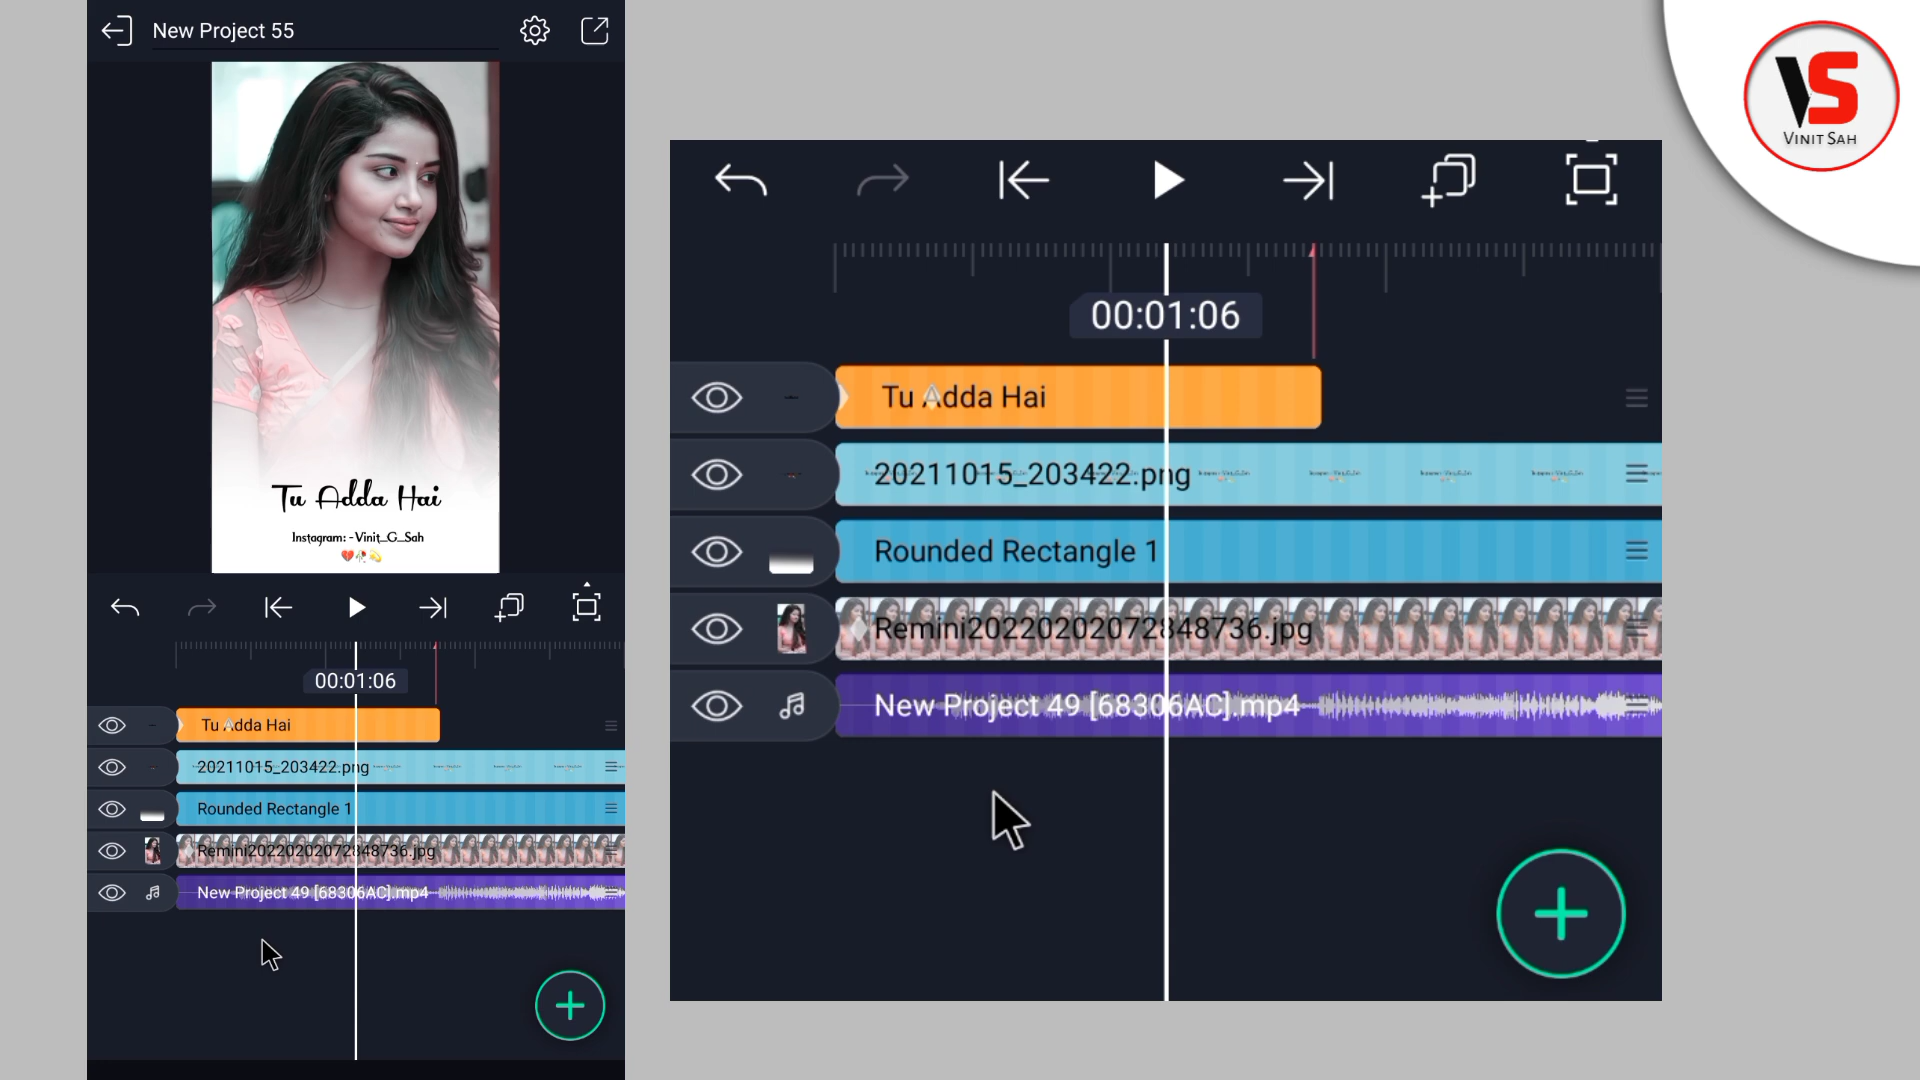 New Project 55
Tu Adda Hai
Instagram: -Vinit_G_Sah
00:01:06
Tu Adda Hai
20211015_203422.png
Rounded Rectangle 1
Remini20220202072848736.jpg
New Project 49 [68306AC].mp4
00:01:06
Tu Adda Hai
20211015_203422.png
Rounded Rectangle 1
Remini20220202072848736.jpg
New Project 49 [68306AC].mp4
VS
VINIT SAH